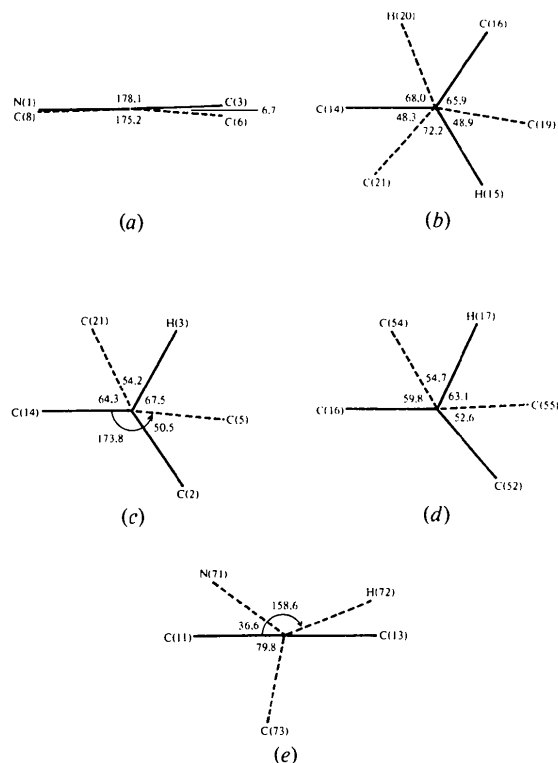 H(20)
C(16)
N(1)
178.1
C(3)
C(8)
175.2
C(6)
6.7
C(14)
68.0
65.9
C(19)
48.3
72.2
48.9
C(21)
H(15)
(a)
(b)
C(21)
H(3)
54.2
C(14)
64.3
67.5
C(5)
173.8
50.5
C(2)
(c)
C(54)
H(17)
54.7
C(16)
59.8
63.1
C(55)
52.6
C(52)
(d)
N(71)
158.6
H(72)
36.6
C(11)
C(13)
79.8
C(73)
(e)